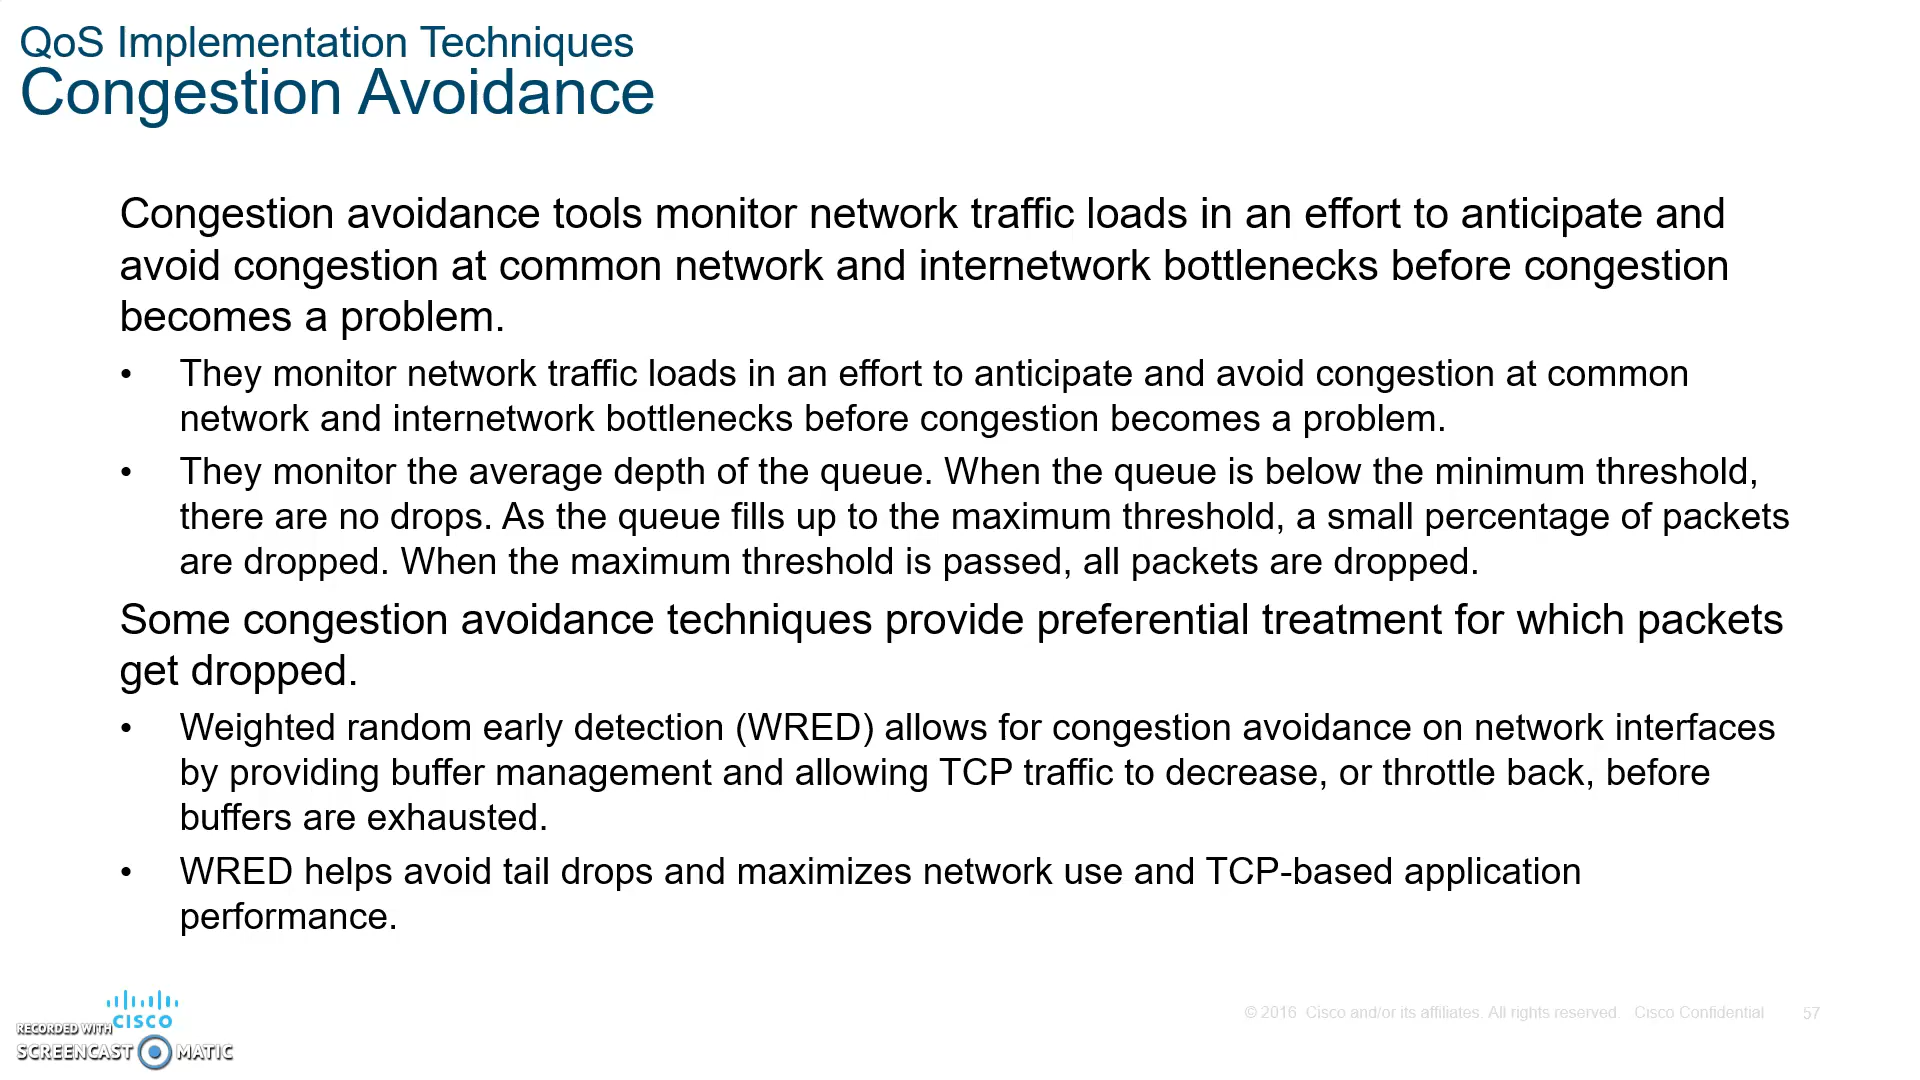 QoS Implementation Techniques
Congestion Avoidance
Congestion avoidance tools monitor network traffic loads in an effort to anticipate and
avoid congestion at common network and internetwork bottlenecks before congestion
becomes a problem.
• They monitor network traffic loads in an effort to anticipate and avoid congestion at common
network and internetwork bottlenecks before congestion becomes a problem.
• They monitor the average depth of the queue. When the queue is below the minimum threshold,
there are no drops. As the queue fills up to the maximum threshold, a small percentage of packets
are dropped. When the maximum threshold is passed, all packets are dropped.
Some congestion avoidance techniques provide preferential treatment for which packets
get dropped.
• Weighted random early detection (WRED) allows for congestion avoidance on network interfaces
by providing buffer management and allowing TCP traffic to decrease, or throttle back, before
buffers are exhausted.
• WRED helps avoid tail drops and maximizes network use and TCP-based application
performance.
CISCO
RECORDED WITH
SCREENCAST MATIC
© 2016 Cisco and/or its affiliates. All rights reserved. Cisco Confidential 57